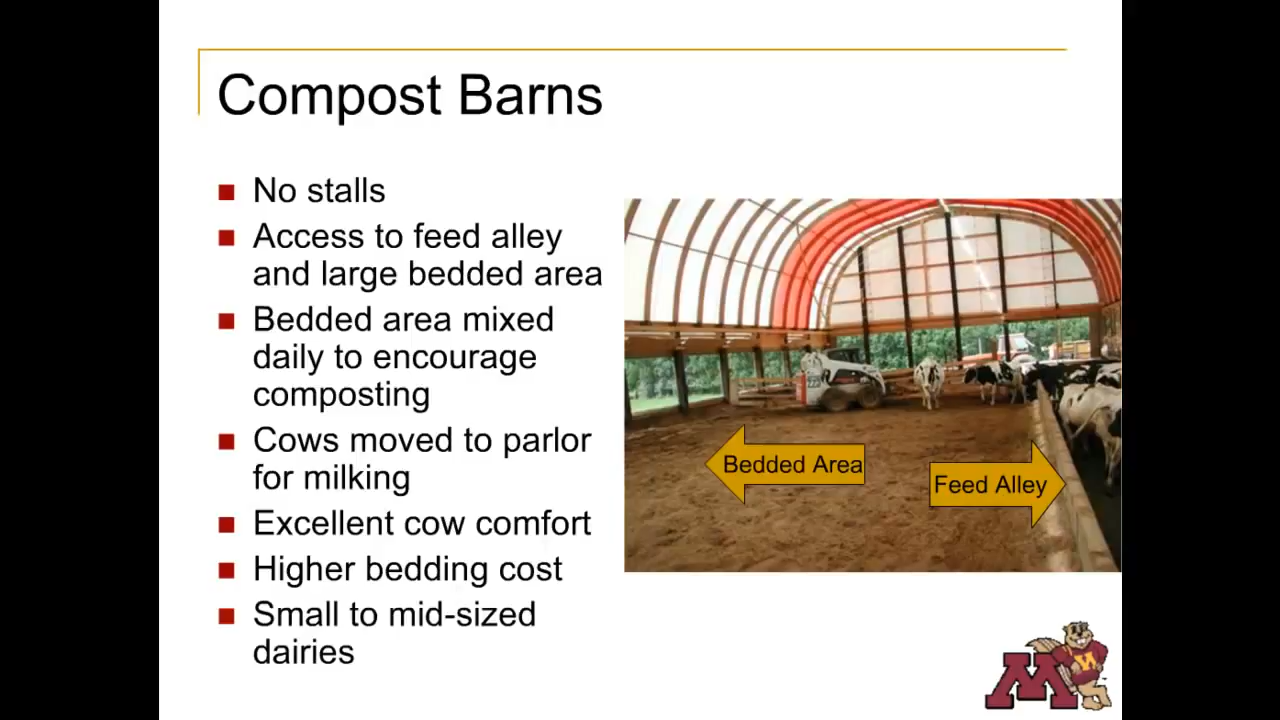 Compost Barns
No stalls
Access to feed alley
and large bedded area
Bedded area mixed
daily to encourage
composting
Cows moved to parlor
for milking
Excellent cow comfort
Higher bedding cost
Small to mid-sized
dairies
Bedded Area
Feed Alley
M